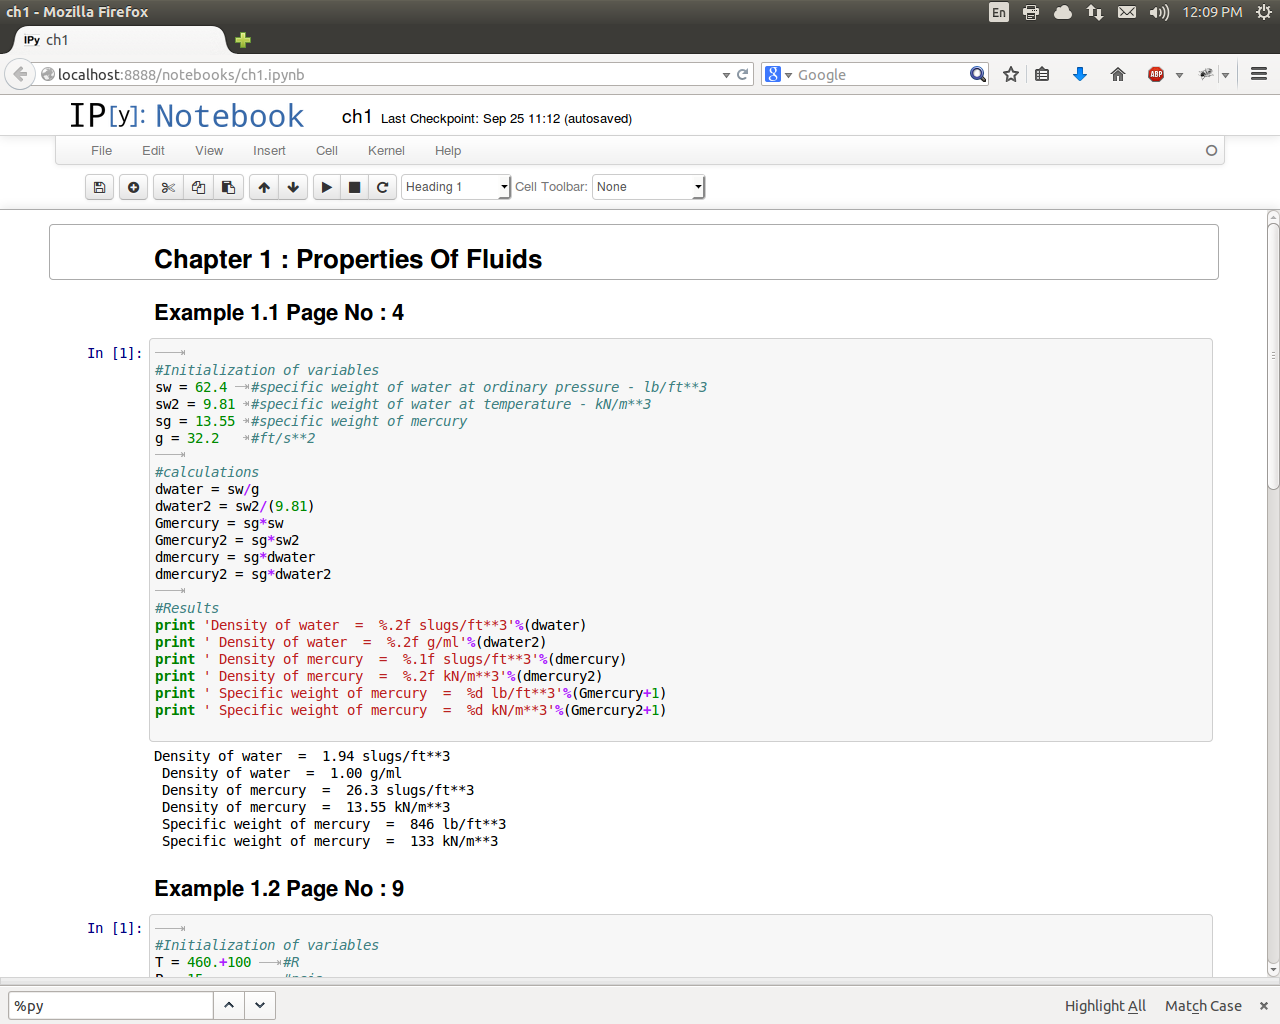 ch1 - Mozilla Firefox
En
12:09 PM
IPy ch1
localhost:8888/notebooks/ch1.ipynb
Google
ABP
IP[y]: Notebook
ch1 Last Checkpoint: Sep 25 11:12 (autosaved)
File Edit View Insert Cell Kernel Help
Heading 1 Cell Toolbar: None
Chapter 1 : Properties Of Fluids
Example 1.1 Page No : 4
In [1]:
#Initialization of variables
sw = 62.4 #specific weight of water at ordinary pressure - lb/ft**3
sw2 = 9.81 #specific weight of water at temperature - kN/m**3
sg = 13.55 #specific weight of mercury
g = 32.2 #ft/s**2
#calculations
dwater = sw/g
dwater2 = sw2/(9.81)
Gmercury = sg*sw
Gmercury2 = sg*sw2
dmercury = sg*dwater
dmercury2 = sg*dwater2
#Results
print 'Density of water  =  %.2f slugs/ft**3'%(dwater)
print ' Density of water  =  %.2f g/ml'%(dwater2)
print ' Density of mercury  =  %.1f slugs/ft**3'%(dmercury)
print ' Density of mercury  =  %.2f kN/m**3'%(dmercury2)
print ' Specific weight of mercury  =  %d lb/ft**3'%(Gmercury+1)
print ' Specific weight of mercury  =  %d kN/m**3'%(Gmercury2+1)
Density of water  =  1.94 slugs/ft**3
Density of water  =  1.00 g/ml
Density of mercury  =  26.3 slugs/ft**3
Density of mercury  =  13.55 kN/m**3
Specific weight of mercury  =  846 lb/ft**3
Specific weight of mercury  =  133 kN/m**3
Example 1.2 Page No : 9
In [1]:
#Initialization of variables
T = 460.+100 #R
%py
Highlight All Match Case